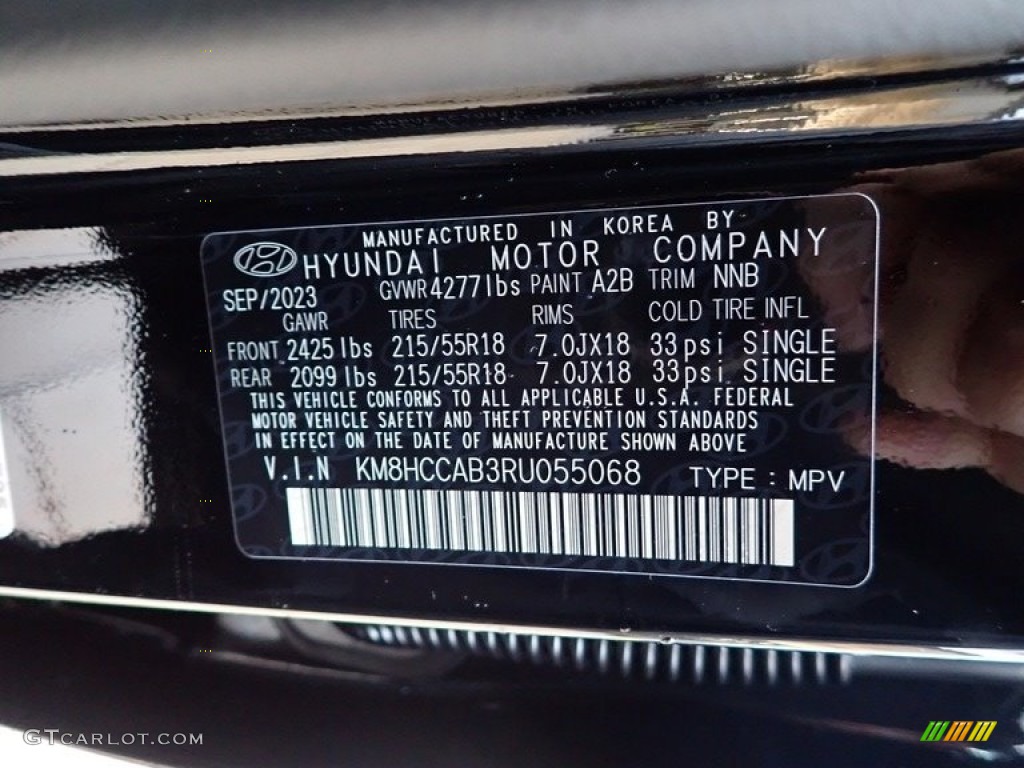 MANUFACTURED IN KOREA BY
HYUNDAI MOTOR COMPANY
SEP/2023 GVWR 4277 lbs PAINT A2B TRIM NNB
GAWR TIRES RIMS COLD TIRE INFL
FRONT 2425 lbs 215/55R18 7.0JX18 33 psi SINGLE
REAR 2099 lbs 215/55R18 7.0JX18 33 psi SINGLE
THIS VEHICLE CONFORMS TO ALL APPLICABLE U.S.A. FEDERAL
MOTOR VEHICLE SAFETY AND THEFT PREVENTION STANDARDS
IN EFFECT ON THE DATE OF MANUFACTURE SHOWN ABOVE
V.I.N KM8HCCAB3RU055068 TYPE : MPV
GTCARLOT.COM